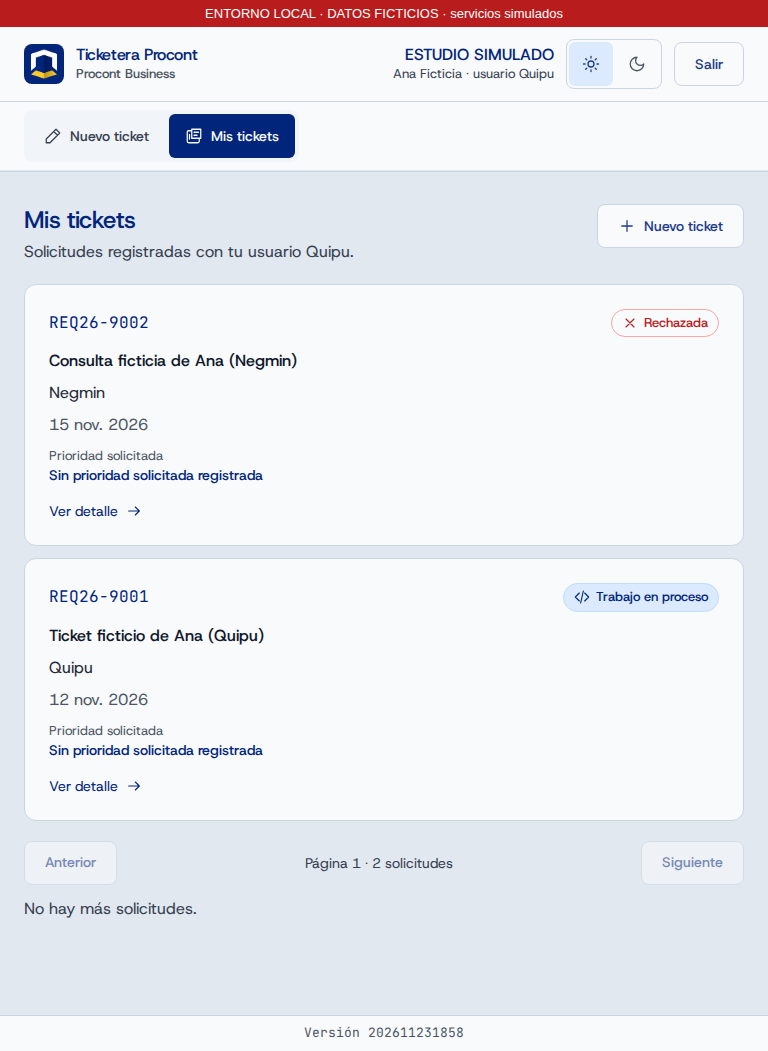 ENTORNO LOCAL · DATOS FICTICIOS · servicios simulados
Ticketera Procont
Procont Business
ESTUDIO SIMULADO
Ana Ficticia · usuario Quipu
Salir
Nuevo ticket
Mis tickets
Mis tickets
Solicitudes registradas con tu usuario Quipu.
Nuevo ticket
REQ26-9002
Rechazada
Consulta ficticia de Ana (Negmin)
Negmin
15 nov. 2026
Prioridad solicitada
Sin prioridad solicitada registrada
Ver detalle
REQ26-9001
Trabajo en proceso
Ticket ficticio de Ana (Quipu)
Quipu
12 nov. 2026
Prioridad solicitada
Sin prioridad solicitada registrada
Ver detalle
Anterior
Página 1 · 2 solicitudes
Siguiente
No hay más solicitudes.
Versión 202611231858